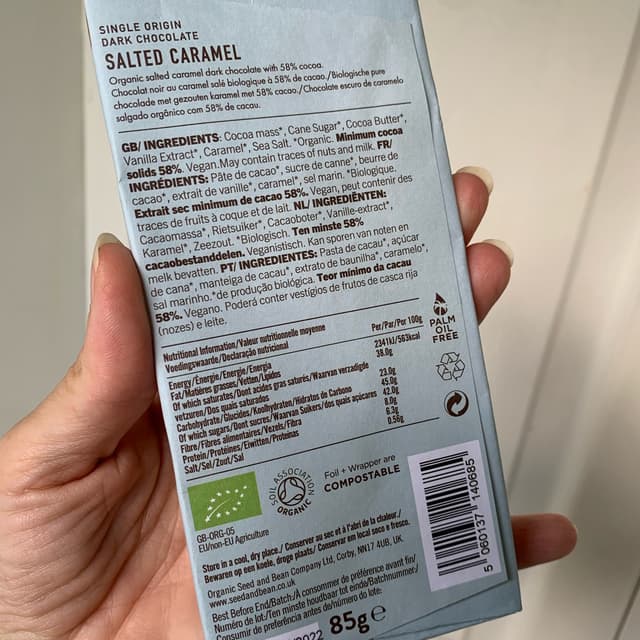 SINGLE ORIGIN
DARK CHOCOLATE
SALTED CARAMEL
Organic salted caramel dark chocolate with 58% cocoa.
Chocolat noir au caramel salé biologique à 58% de cacao./Biologische pure
chocolade met gezouten karamel met 58% cacao./Chocolate escuro de caramelo
salgado orgânico com 58% de cacau.
GB/ INGREDIENTS: Cocoa mass*, Cane Sugar*, Cocoa Butter*,
Vanilla Extract*, Caramel*, Sea Salt. *Organic. Minimum cocoa
solids 58%. Vegan.May contain traces of nuts and milk. FR/
INGRÉDIENTS: Pâte de cacao*, sucre de canne*, beurre de
cacao*, extrait de vanille*, caramel*, sel marin. *Biologique.
Extrait sec minimum de cacao 58%. Vegan, peut contenir des
traces de fruits à coque et de lait. NL/ INGREDIËNTEN:
Cacaomassa*, Rietsuiker*, Cacaoboter*, Vanille-extract*,
Karamel*, Zeezout. *Biologisch. Ten minste 58%
cacaobestanddelen. Veganistisch. Kan sporen van noten en
melk bevatten. PT/ INGREDIENTES: Pasta de cacau*, açúcar
de cana*, manteiga de cacau*, extrato de baunilha*, caramelo*,
sal marinho.*de produção biológica. Teor mínimo da cacau
58%. Vegano. Poderá conter vestígios de frutos de casca rija
(nozes) e leite.
Nutritional Information/Valeur nutritionnelle moyenne
Voedingswaarde/Declaração nutricional
Per/Par/Por 100g
Energy/Énergie/Energie/Energia 2341kJ/563kcal
Fat/Matières grasses/Vetten/Lípidos 38.0g
Of which saturates/Dont acides gras saturés/Waarvan verzadigde
vetzuren/Dos quais saturados 23.0g
Carbohydrate/Glucides/Koolhydraten/Hidratos de Carbono 45.0g
Of which sugars/Dont sucres/Waarvan Suikers/dos quais açúcares 42.0g
Fibre/Fibres alimentaires/Vezels/Fibra 8.0g
Protein/Protéines/Eiwitten/Proteínas 6.3g
Salt/Sel/Zout/Sal 0.56g
PALM
OIL
FREE
GB-ORG-05
EU/non-EU Agriculture
SOIL ASSOCIATION
ORGANIC
Foil + Wrapper are
COMPOSTABLE
5 060137 140685
Store in a cool, dry place./ Conserver au sec et à l'abri de la chaleur./
Bewaren op een koele, droge plaats/ Conservar em local seco e fresco.
Organic Seed and Bean Company Ltd, Corby, NN17 4UB, UK.
www.seedandbean.co.uk
Best Before End/Batch/À consommer de préférence avant fin/
Numéro de lot/Ten minste houdbaar tot einde/Batchnummer/
Consumir de preferência antes de/número do lote:
/2022 85g e